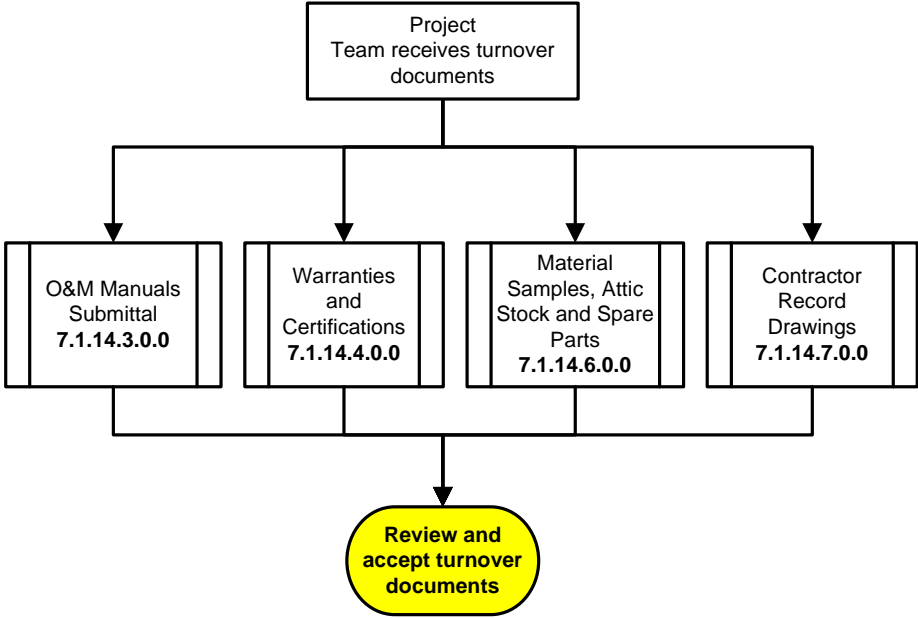 Project
Team receives turnover
documents
O&M Manuals
Submittal
7.1.14.3.0.0
Warranties
and
Certifications
7.1.14.4.0.0
Material
Samples, Attic
Stock and Spare
Parts
7.1.14.6.0.0
Contractor
Record
Drawings
7.1.14.7.0.0
Review and
accept turnover
documents